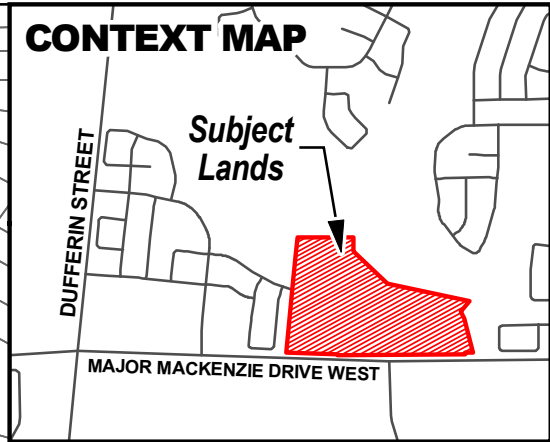 CONTEXT MAP
Subject
Lands
DUFFERIN STREET
MAJOR MACKENZIE DRIVE WEST